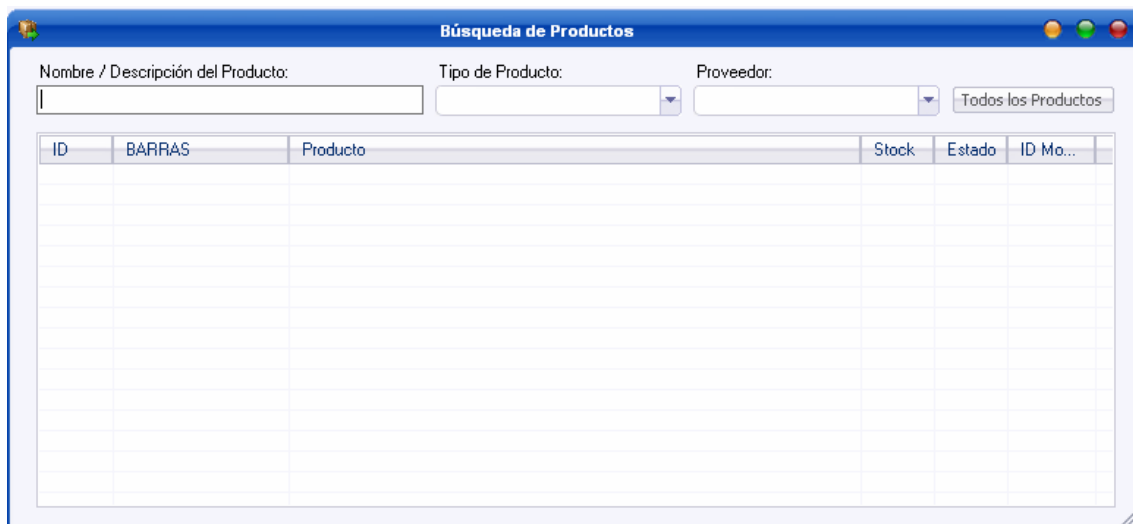 Búsqueda de Productos
Nombre / Descripción del Producto: Tipo de Producto: Proveedor:
Todos los Productos
ID BARRAS Producto Stock Estado ID Mo...